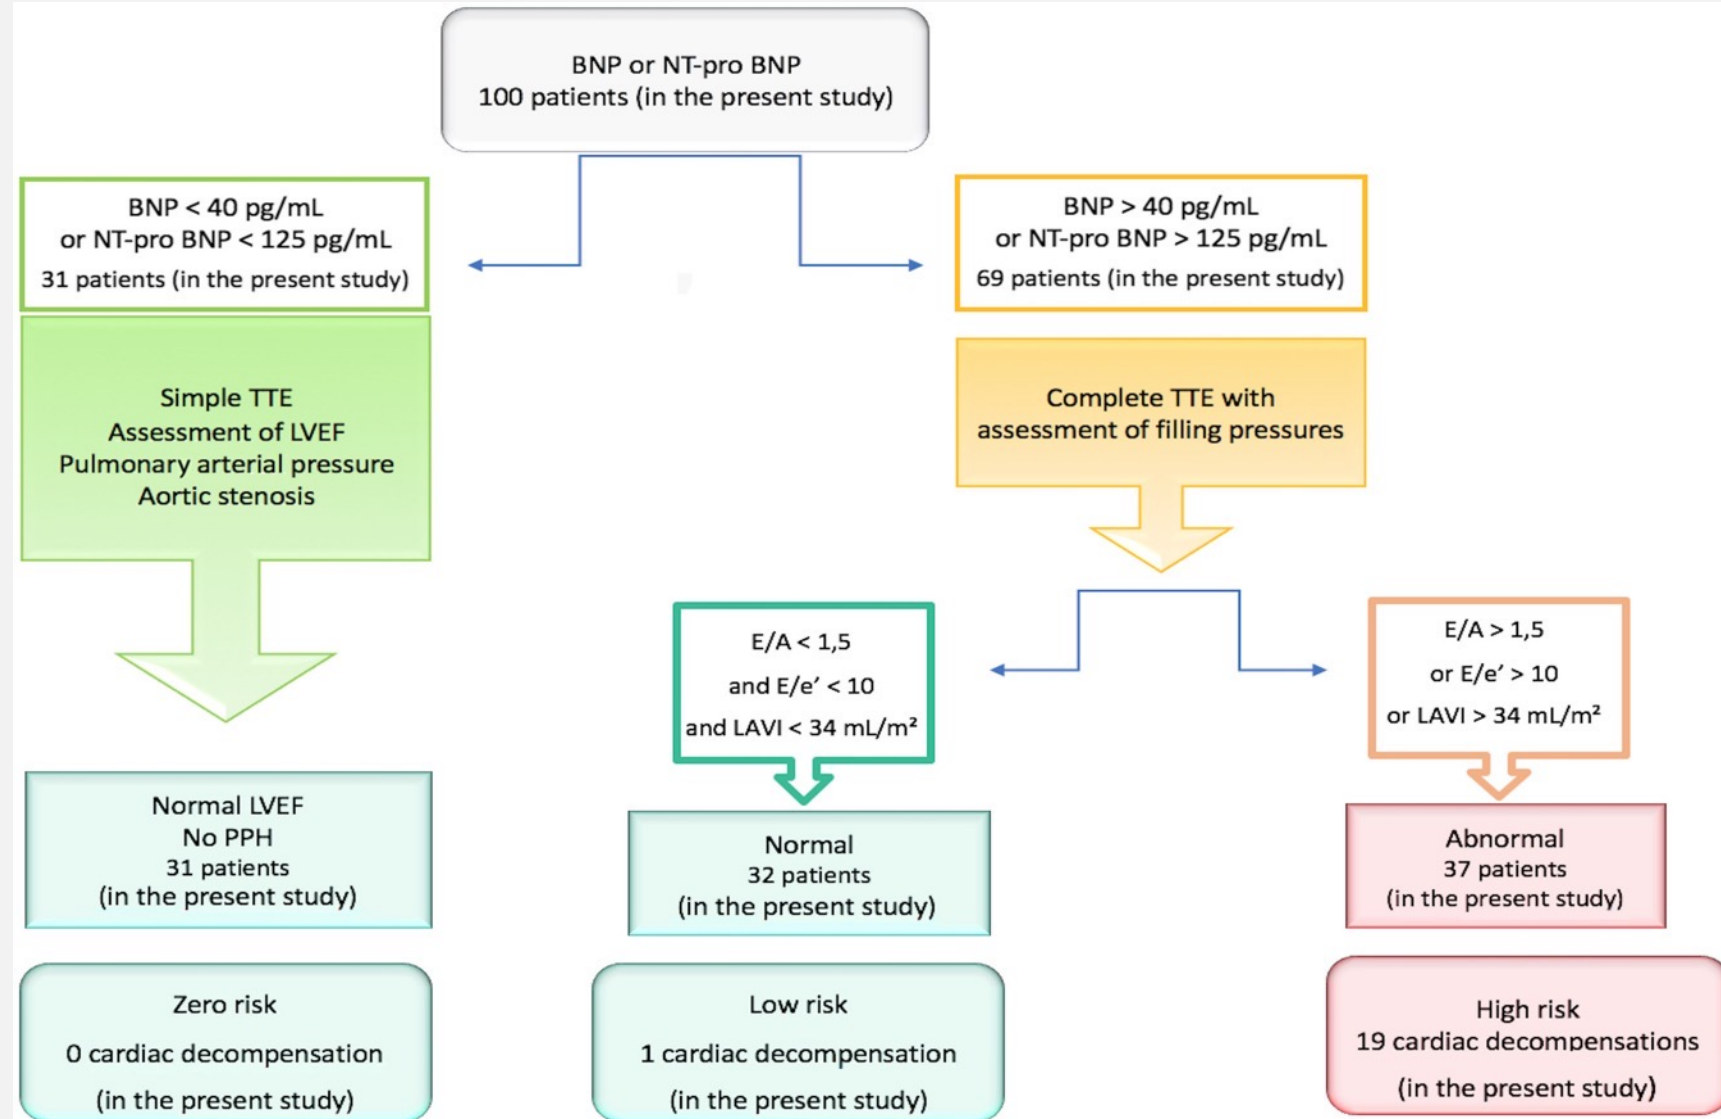 BNP or NT-pro BNP
100 patients (in the present study)
BNP < 40 pg/mL
or NT-pro BNP < 125 pg/mL
31 patients (in the present study)
BNP > 40 pg/mL
or NT-pro BNP > 125 pg/mL
69 patients (in the present study)
Simple TTE
Assessment of LVEF
Pulmonary arterial pressure
Aortic stenosis
Complete TTE with
assessment of filling pressures
E/A < 1,5
and E/e′ < 10
and LAVI < 34 mL/m²
E/A > 1,5
or E/e′ > 10
or LAVI > 34 mL/m²
Normal LVEF
No PPH
31 patients
(in the present study)
Normal
32 patients
(in the present study)
Abnormal
37 patients
(in the present study)
Zero risk
0 cardiac decompensation
(in the present study)
Low risk
1 cardiac decompensation
(in the present study)
High risk
19 cardiac decompensations
(in the present study)